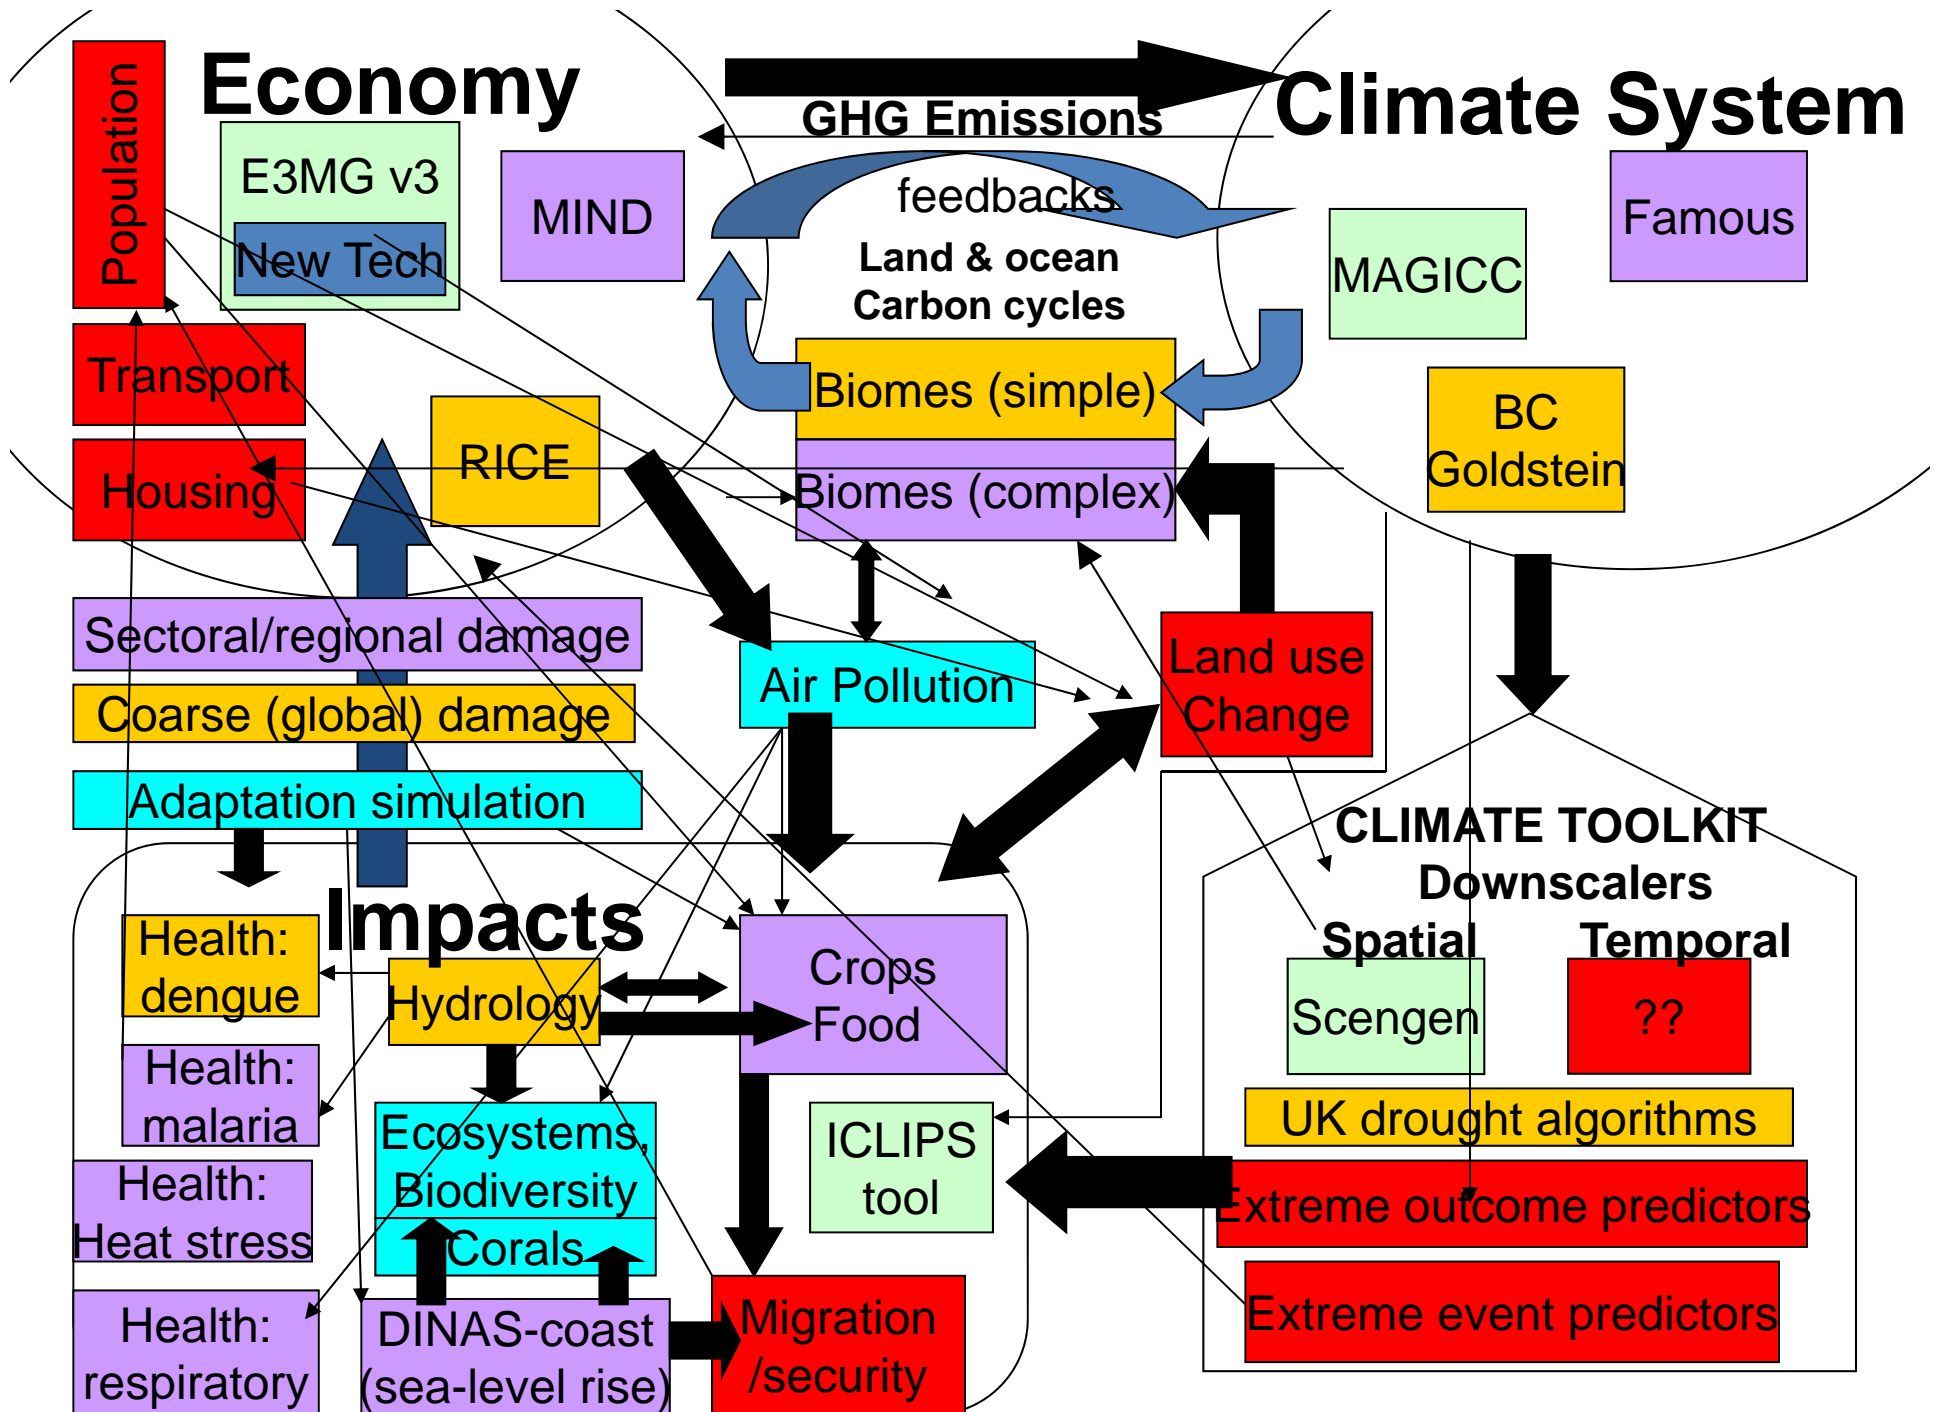 Economy
Climate System
Population
E3MG v3
New Tech
MIND
GHG Emissions
feedbacks
Land & ocean
Carbon cycles
Famous
MAGICC
BC
Goldstein
Transport
Housing
RICE
Biomes (simple)
Biomes (complex)
Sectoral/regional damage
Coarse (global) damage
Adaptation simulation
Air Pollution
Land use
Change
CLIMATE TOOLKIT
Downscalers
Spatial
Temporal
Scengen
??
UK drought algorithms
Extreme outcome predictors
Extreme event predictors
Impacts
Health:
dengue
Hydrology
Crops
Food
Health:
malaria
Ecosystems,
Biodiversity
Corals
ICLIPS
tool
Health:
Heat stress
Health:
respiratory
DINAS-coast
(sea-level rise)
Migration
/security